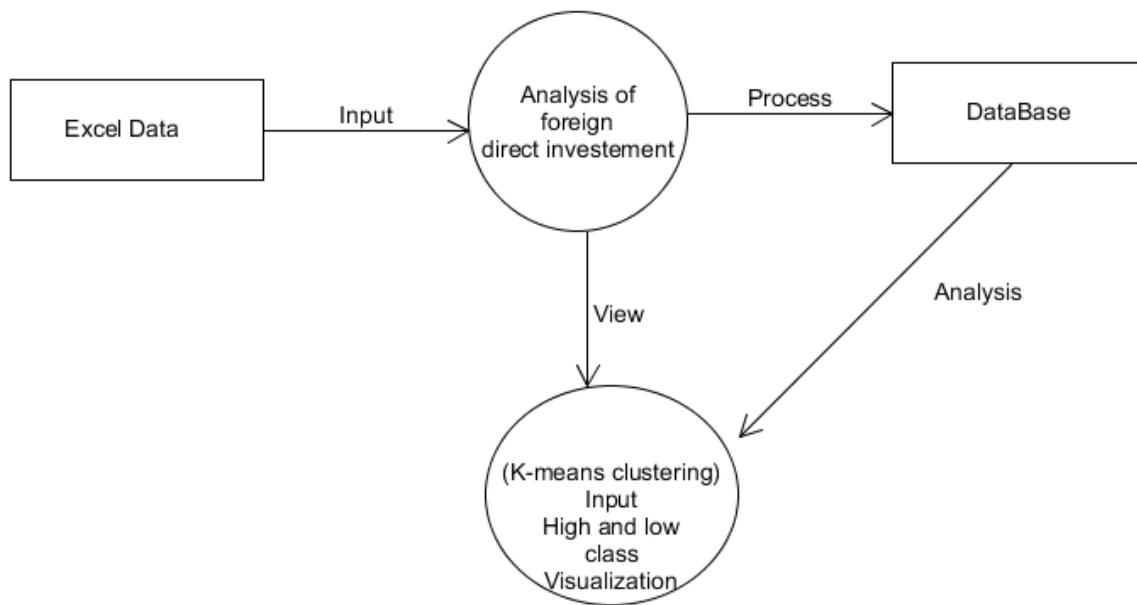 Excel Data
Input
Analysis of
foreign
direct investement
Process
DataBase
View
Analysis
(K-means clustering)
Input
High and low
class
Visualization